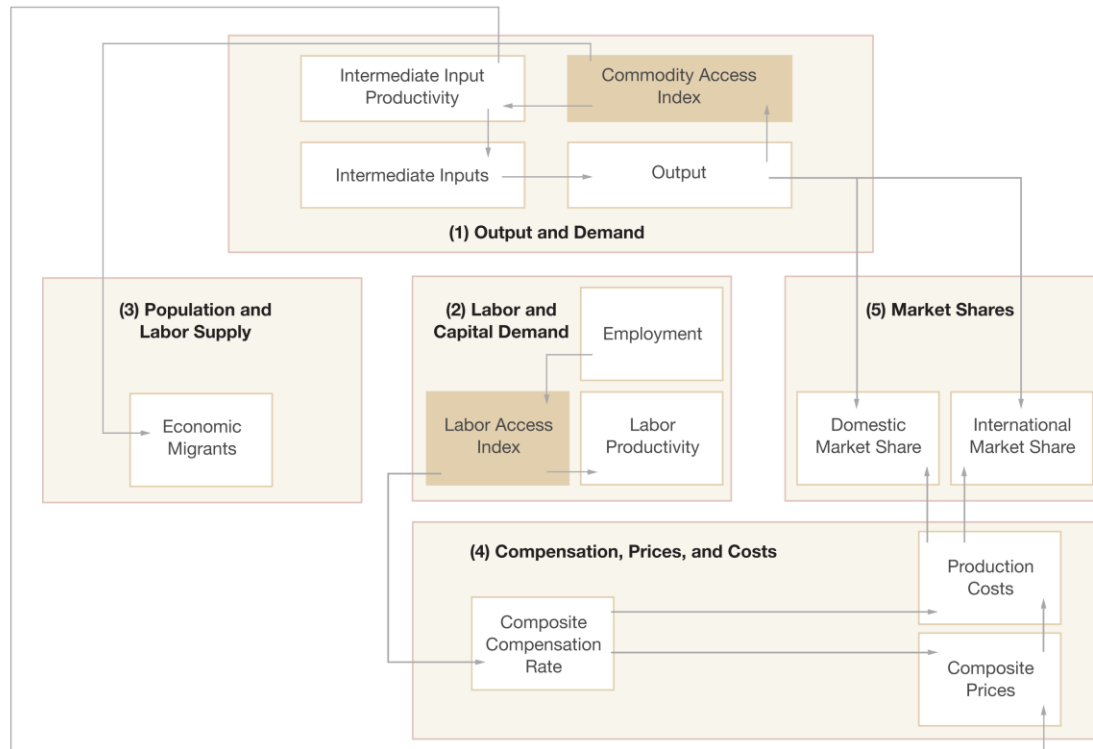 Intermediate Input
Productivity
Commodity Access
Index
Intermediate Inputs
Output
(1) Output and Demand
(3) Population and
Labor Supply
Economic
Migrants
(2) Labor and
Capital Demand
Employment
Labor Access
Index
Labor
Productivity
(5) Market Shares
Domestic
Market Share
International
Market Share
(4) Compensation, Prices, and Costs
Composite
Compensation
Rate
Production
Costs
Composite
Prices